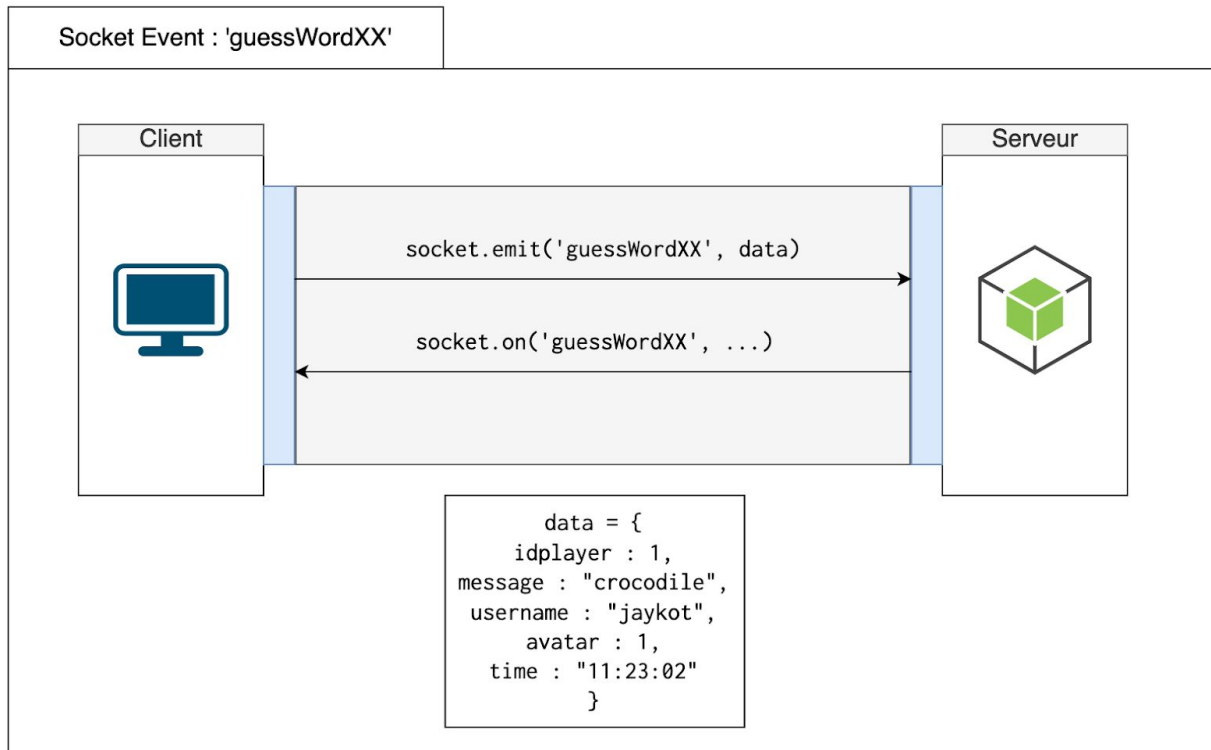 Socket Event : 'guessWordXX'
Client
Serveur
socket.emit('guessWordXX', data)
socket.on('guessWordXX', ...)
data = {
idplayer : 1,
message : "crocodile",
username : "jaykot",
avatar : 1,
time : "11:23:02"
}